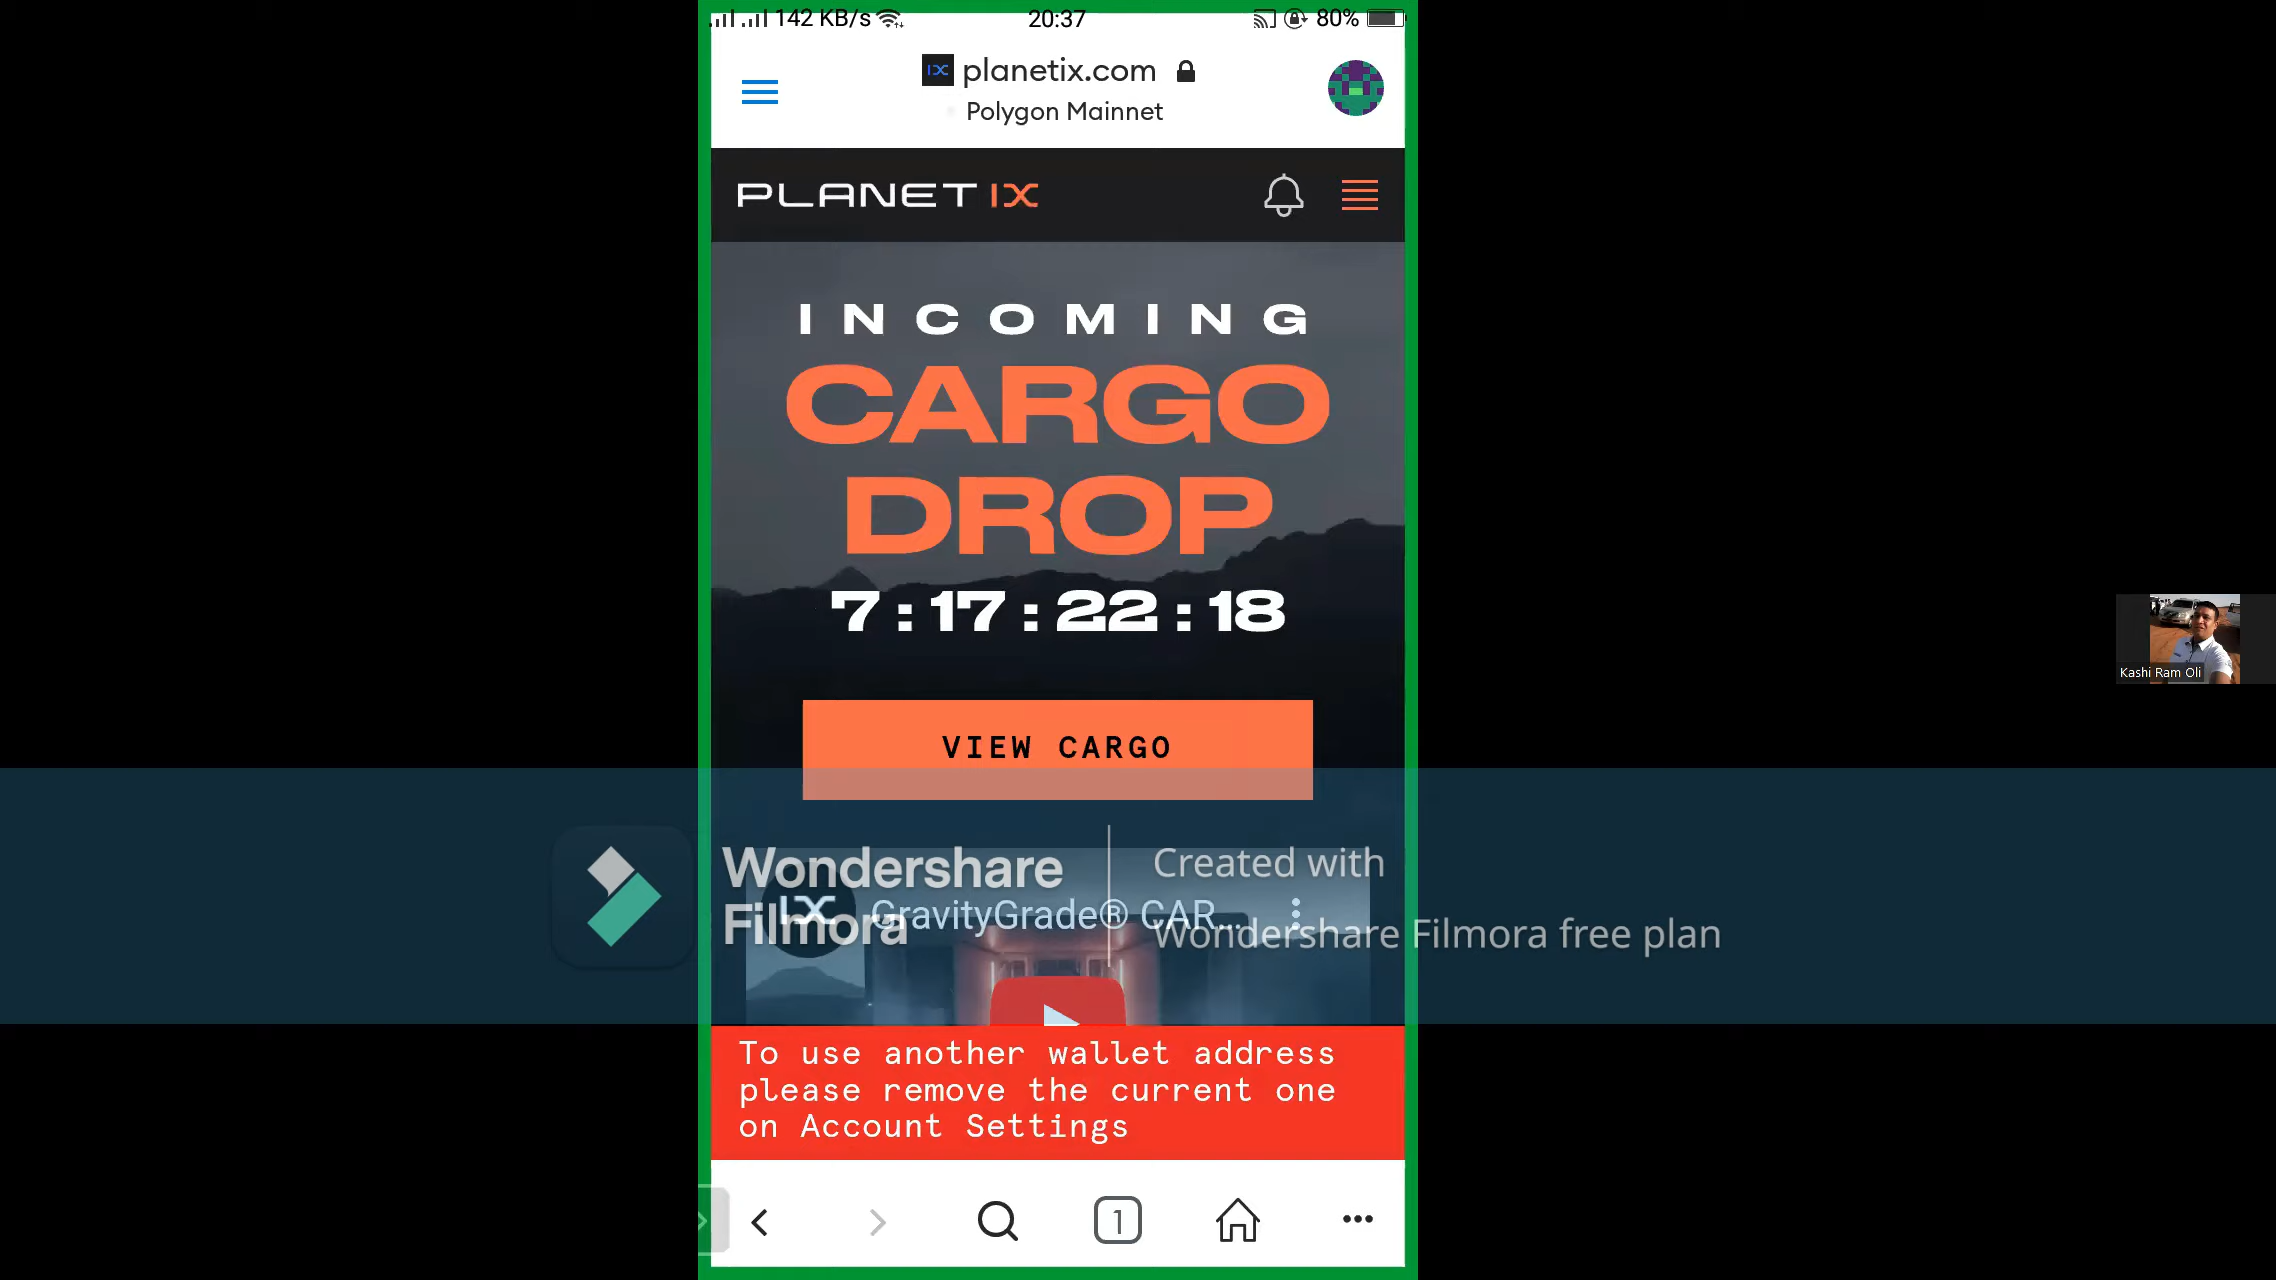 142 KB/s 20:37 80%
planetix.com
Polygon Mainnet
PLANET IX
INCOMING
CARGO
DROP
7:17:22:18
VIEW CARGO
Kashi Ram Oli
Wondershare
Filmora
Created with
Wondershare Filmora free plan
IX GravityGrade® CAR...
To use another wallet address
please remove the current one
on Account Settings
1